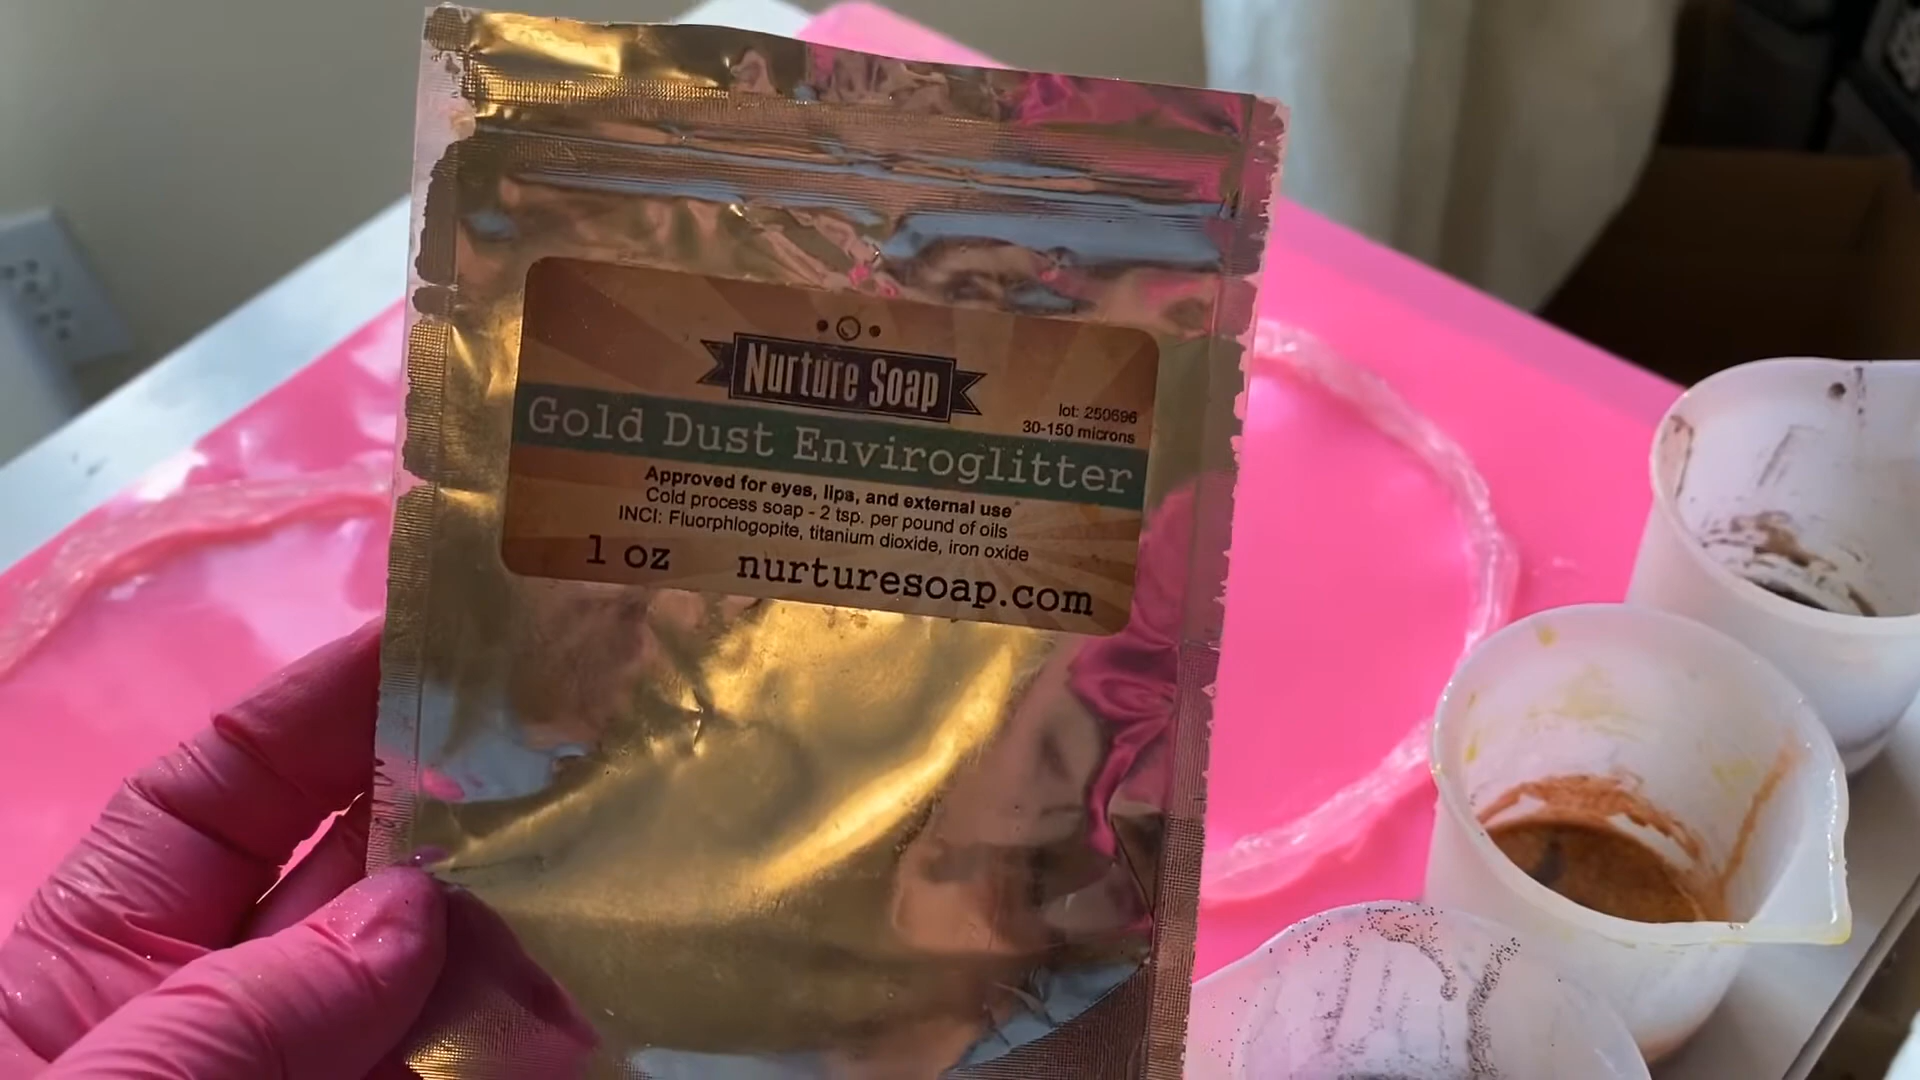 Nurture Soap
lot: 250696
30-150 microns
Gold Dust Enviroglitter
Approved for eyes, lips, and external use
Cold process soap - 2 tsp. per pound of oils
INCI: Fluorphlogopite, titanium dioxide, iron oxide
1 oz nurturesoap.com